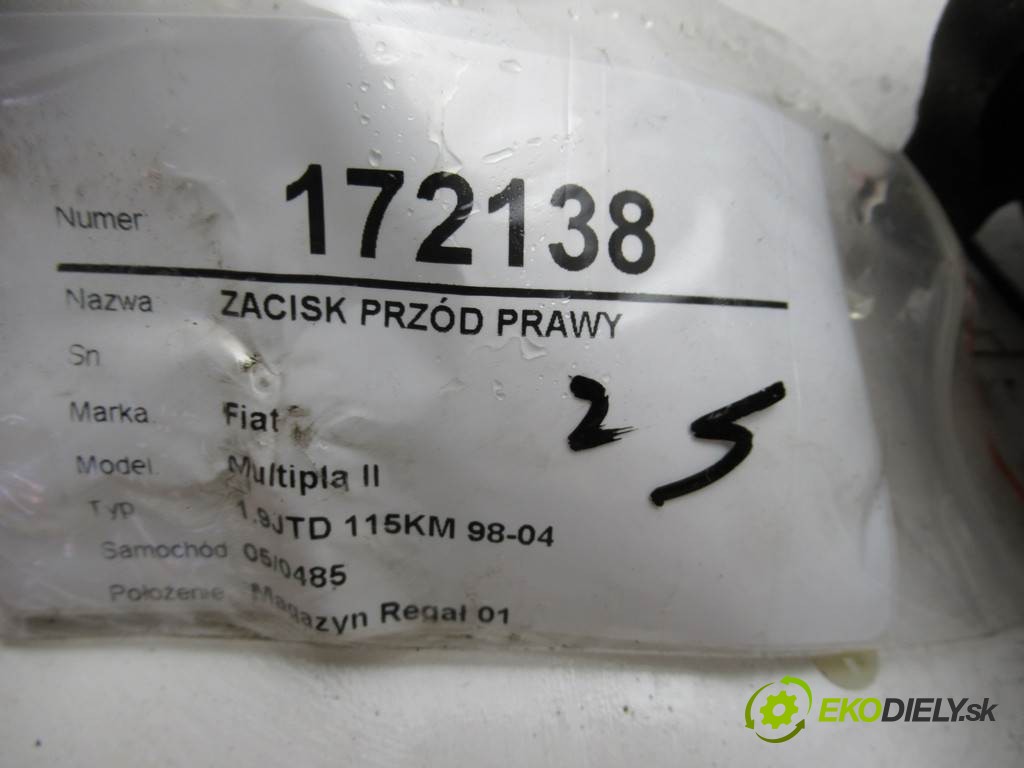 Numer 172138
Nazwa ZACISK PRZÓD PRAWY
Sn
2 5
Marka Fiat
Model Multipla II
Typ 1.9JTD 115KM 98-04
Samochód 05/0485
Położenie Magazyn Regał 01
EKODIELY.sk